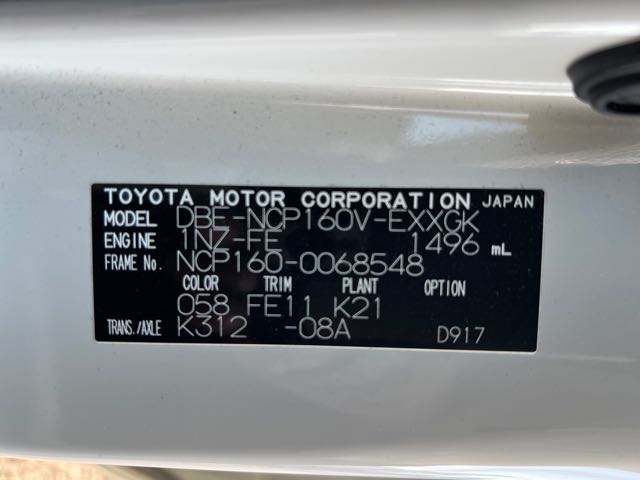 TOYOTA MOTOR CORPORATION JAPAN
MODEL DBE-NCP160V-EXXGK
ENGINE 1NZ-FE 1496 mL
FRAME No. NCP160-0068548
COLOR TRIM PLANT OPTION
058 FE11 K21
TRANS./AXLE K312 -08A D917